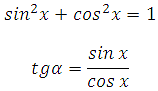 sin²x + cos²x = 1
tgα = sin x / cos x